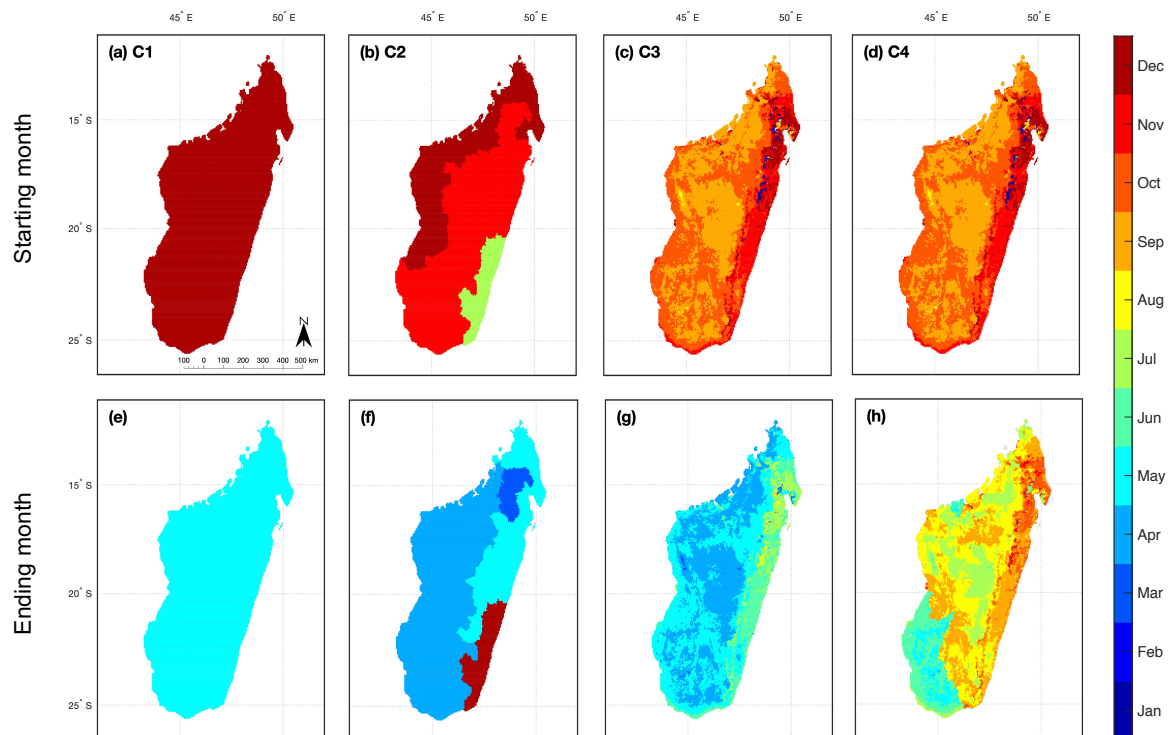 45° E 50° E 45° E 50° E 45° E 50° E 45° E 50° E
(a) C1 (b) C2 (c) C3 (d) C4
Starting month
15° S
20° S
25° S
N
100 0 100 200 300 400 500 km
Dec
Nov
Oct
Sep
Aug
Jul
Jun
May
Apr
Mar
Feb
Jan
(e) (f) (g) (h)
Ending month
15° S
20° S
25° S